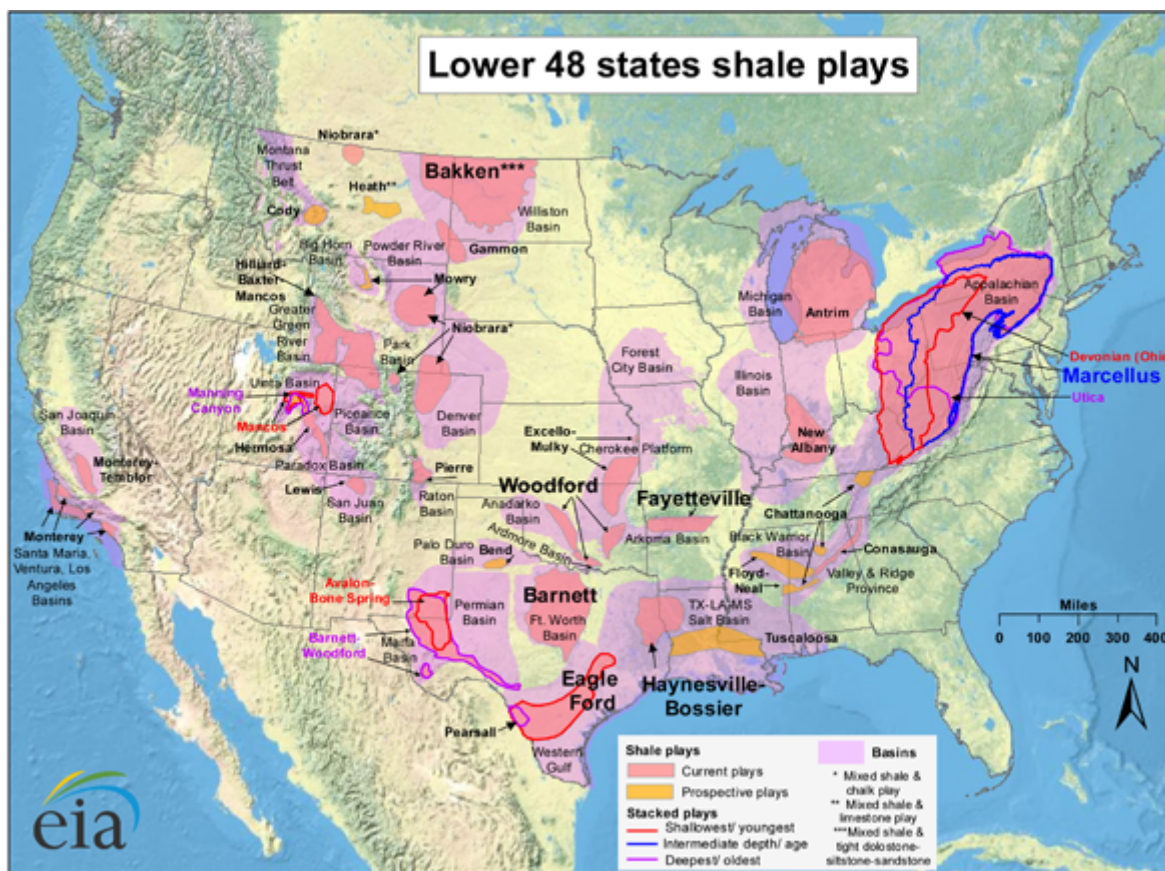 Lower 48 states shale plays
Niobrara*
Montana
Thrust
Belt
Bakken***
Heath**
Cody
Williston
Basin
Big Horn
Basin
Powder River
Basin
Gammon
Hilliard-
Baxter-
Mancos
Mowry
Greater
Green
River
Basin
Niobrara*
Park
Basin
Michigan
Basin
Antrim
Appalachian
Basin
Devonian (Ohi
Marcellus
Utica
Forest
City Basin
Illinois
Basin
Uinta Basin
Manning
Canyon
Mancos
Piceance
Basin
Denver
Basin
San Joaquin
Basin
Hermosa
Paradox Basin
Excello-
Mulky
Cherokee Platform
New
Albany
Monterey-
Temblor
Lewis
San Juan
Basin
Pierre
Raton
Basin
Woodford
Anadarko
Basin
Fayetteville
Arkoma Basin
Chattanooga
Black Warrior
Basin
Conasauga
Monterey
Santa Maria,
Ventura, Los
Angeles
Basins
Palo Duro
Basin
Bend
Ardmore Basin
Floyd-
Neal
Valley & Ridge
Province
Avalon-
Bone Spring
Permian
Basin
Barnett
Ft. Worth
Basin
TX-LA-MS
Salt Basin
Tuscaloosa
Barnett-
Woodford
Marfa
Basin
Eagle
Ford
Haynesville-
Bossier
Pearsall
Western
Gulf
Miles
0 100 200 300 400
N
Shale plays
Current plays
Prospective plays
Stacked plays
Shallowest/ youngest
Intermediate depth/ age
Deepest/ oldest
Basins
* Mixed shale &
chalk play
** Mixed shale &
limestone play
***Mixed shale &
tight dolostone-
siltstone-sandstone
eia